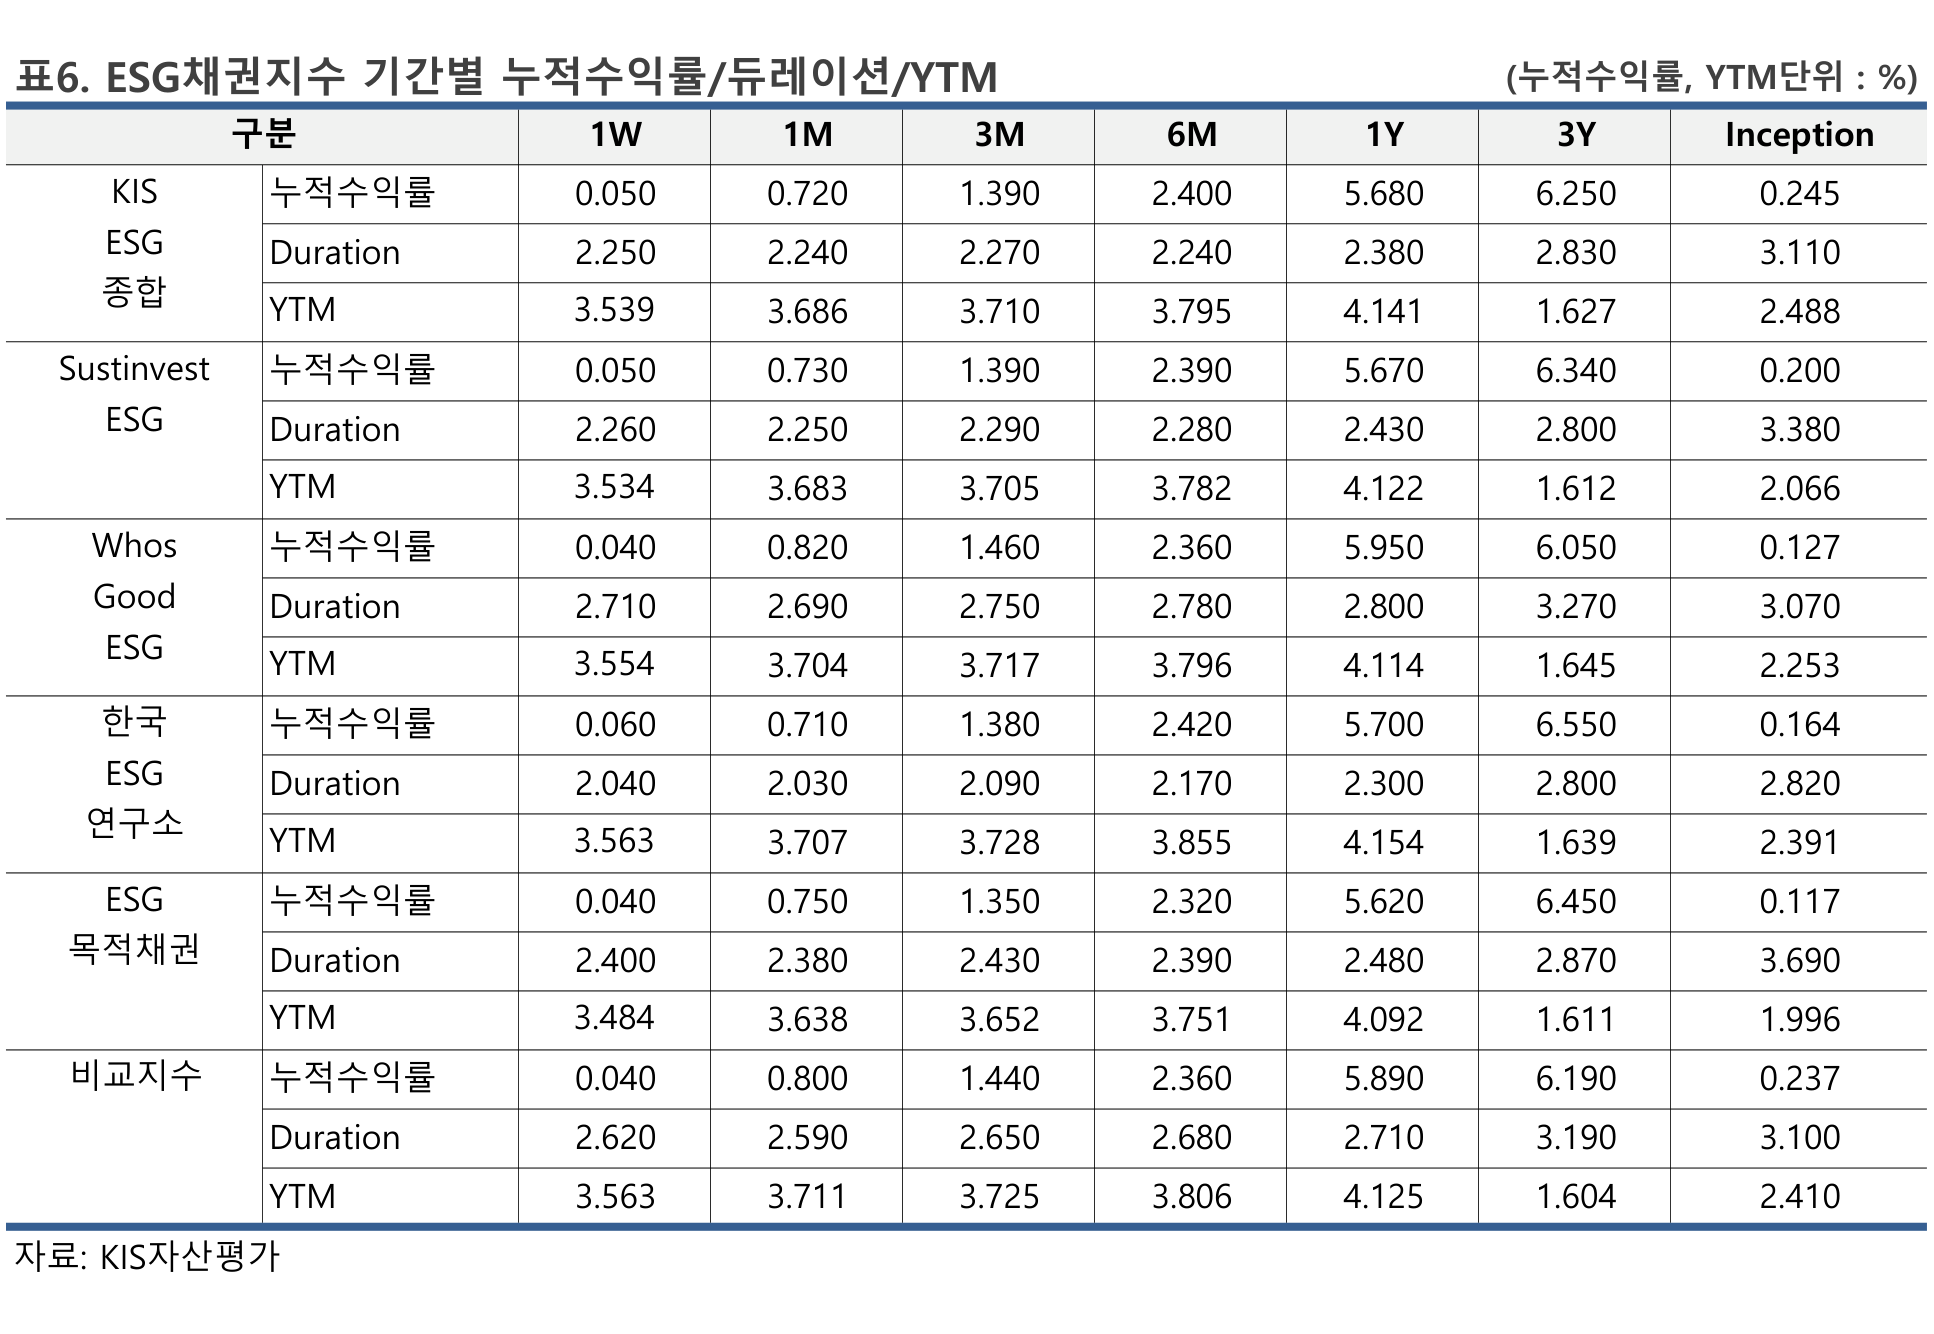 표6. ESG채권지수 기간별 누적수익률/듀레이션/YTM (누적수익률, YTM단위 : %)
구분 1W 1M 3M 6M 1Y 3Y Inception
KIS ESG 종합 누적수익률 0.050 0.720 1.390 2.400 5.680 6.250 0.245
Duration 2.250 2.240 2.270 2.240 2.380 2.830 3.110
YTM 3.539 3.686 3.710 3.795 4.141 1.627 2.488
Sustinvest ESG 누적수익률 0.050 0.730 1.390 2.390 5.670 6.340 0.200
Duration 2.260 2.250 2.290 2.280 2.430 2.800 3.380
YTM 3.534 3.683 3.705 3.782 4.122 1.612 2.066
Whos Good ESG 누적수익률 0.040 0.820 1.460 2.360 5.950 6.050 0.127
Duration 2.710 2.690 2.750 2.780 2.800 3.270 3.070
YTM 3.554 3.704 3.717 3.796 4.114 1.645 2.253
한국 ESG 연구소 누적수익률 0.060 0.710 1.380 2.420 5.700 6.550 0.164
Duration 2.040 2.030 2.090 2.170 2.300 2.800 2.820
YTM 3.563 3.707 3.728 3.855 4.154 1.639 2.391
ESG 목적채권 누적수익률 0.040 0.750 1.350 2.320 5.620 6.450 0.117
Duration 2.400 2.380 2.430 2.390 2.480 2.870 3.690
YTM 3.484 3.638 3.652 3.751 4.092 1.611 1.996
비교지수 누적수익률 0.040 0.800 1.440 2.360 5.890 6.190 0.237
Duration 2.620 2.590 2.650 2.680 2.710 3.190 3.100
YTM 3.563 3.711 3.725 3.806 4.125 1.604 2.410
자료: KIS자산평가